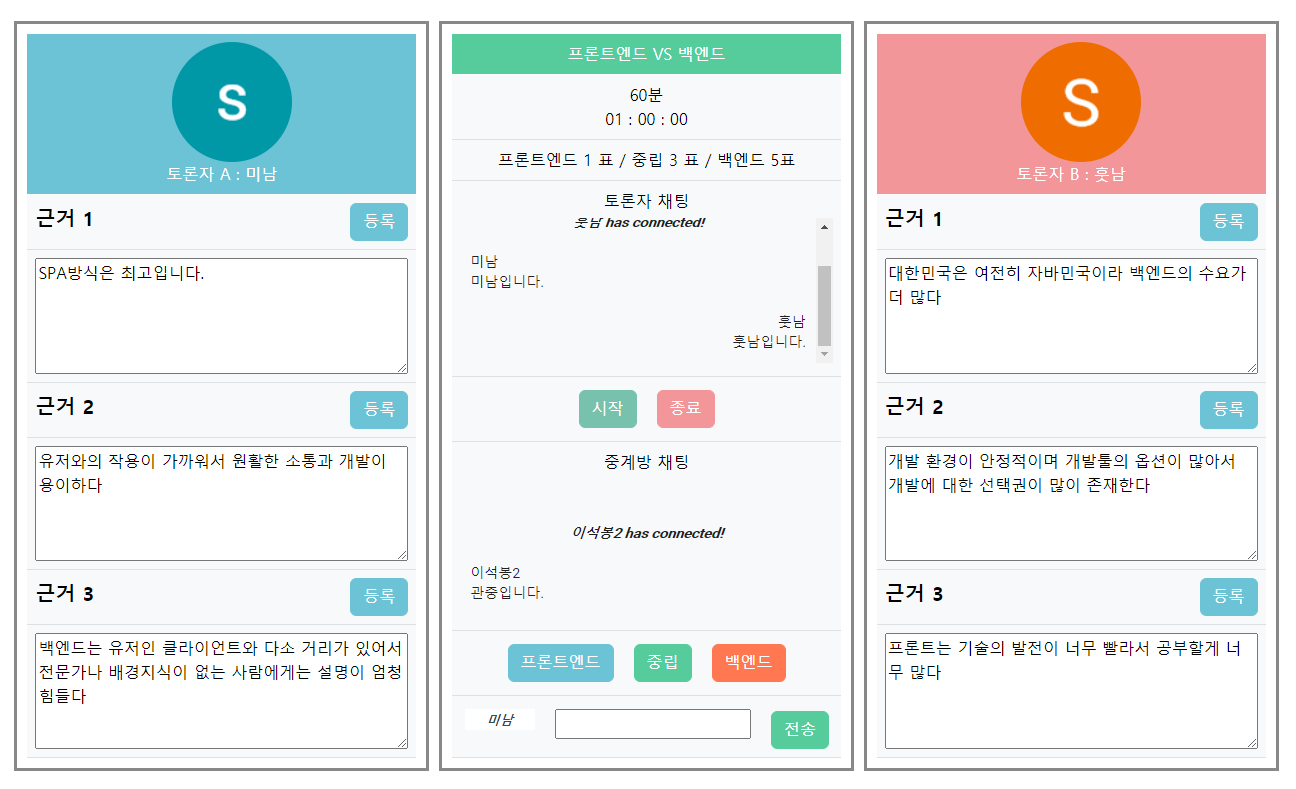 S
토론자 A : 미남
근거 1
등록
SPA방식은 최고입니다.
근거 2
등록
유저와의 작용이 가까워서 원활한 소통과 개발이
용이하다
근거 3
등록
백엔드는 유저인 클라이언트와 다소 거리가 있어서
전문가나 배경지식이 없는 사람에게는 설명이 엄청
힘들다
프론트엔드 VS 백엔드
60분
01 : 00 : 00
프론트엔드 1 표 / 중립 3 표 / 백엔드 5표
토론자 채팅
has connected!
미남
미남입니다.
훗남
훗남입니다.
시작
종료
중계방 채팅
이석봉2 has connected!
이석봉2
관중입니다.
프론트엔드
중립
백엔드
미남
전송
S
토론자 B : 훗남
근거 1
등록
대한민국은 여전히 자바민국이라 백엔드의 수요가
더 많다
근거 2
등록
개발 환경이 안정적이며 개발툴의 옵션이 많아서
개발에 대한 선택권이 많이 존재한다
근거 3
등록
프론트는 기술의 발전이 너무 빨라서 공부할게 너
무 많다